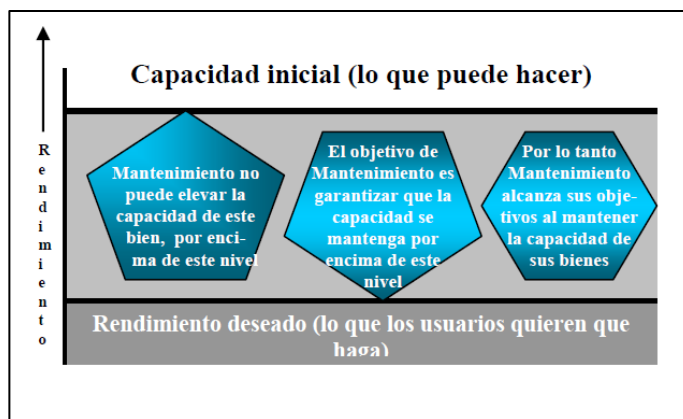 Capacidad inicial (lo que puede hacer)
Rendimiento
Mantenimiento no
puede elevar la
capacidad de este
bien, por enci-
ma de este nivel
El objetivo de
Mantenimiento es
garantizar que la
capacidad se
mantenga por
encima de este
nivel
Por lo tanto
Mantenimiento
alcanza sus obje-
tivos al mantener
la capacidad de
sus bienes
Rendimiento deseado (lo que los usuarios quieren que
haga)